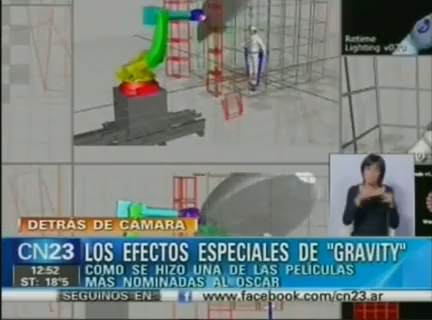 Retime
DETRÁS DE CÁMARA
CN23
12:52
ST: 18°5
LOS EFECTOS ESPECIALES DE "GRAVITY"
COMO SE HIZO UNA DE LAS PELÍCULAS
MÁS NOMINADAS AL OSCAR
SEGUINOS EN...
www.facebook.com/cn23.ar
Lighting